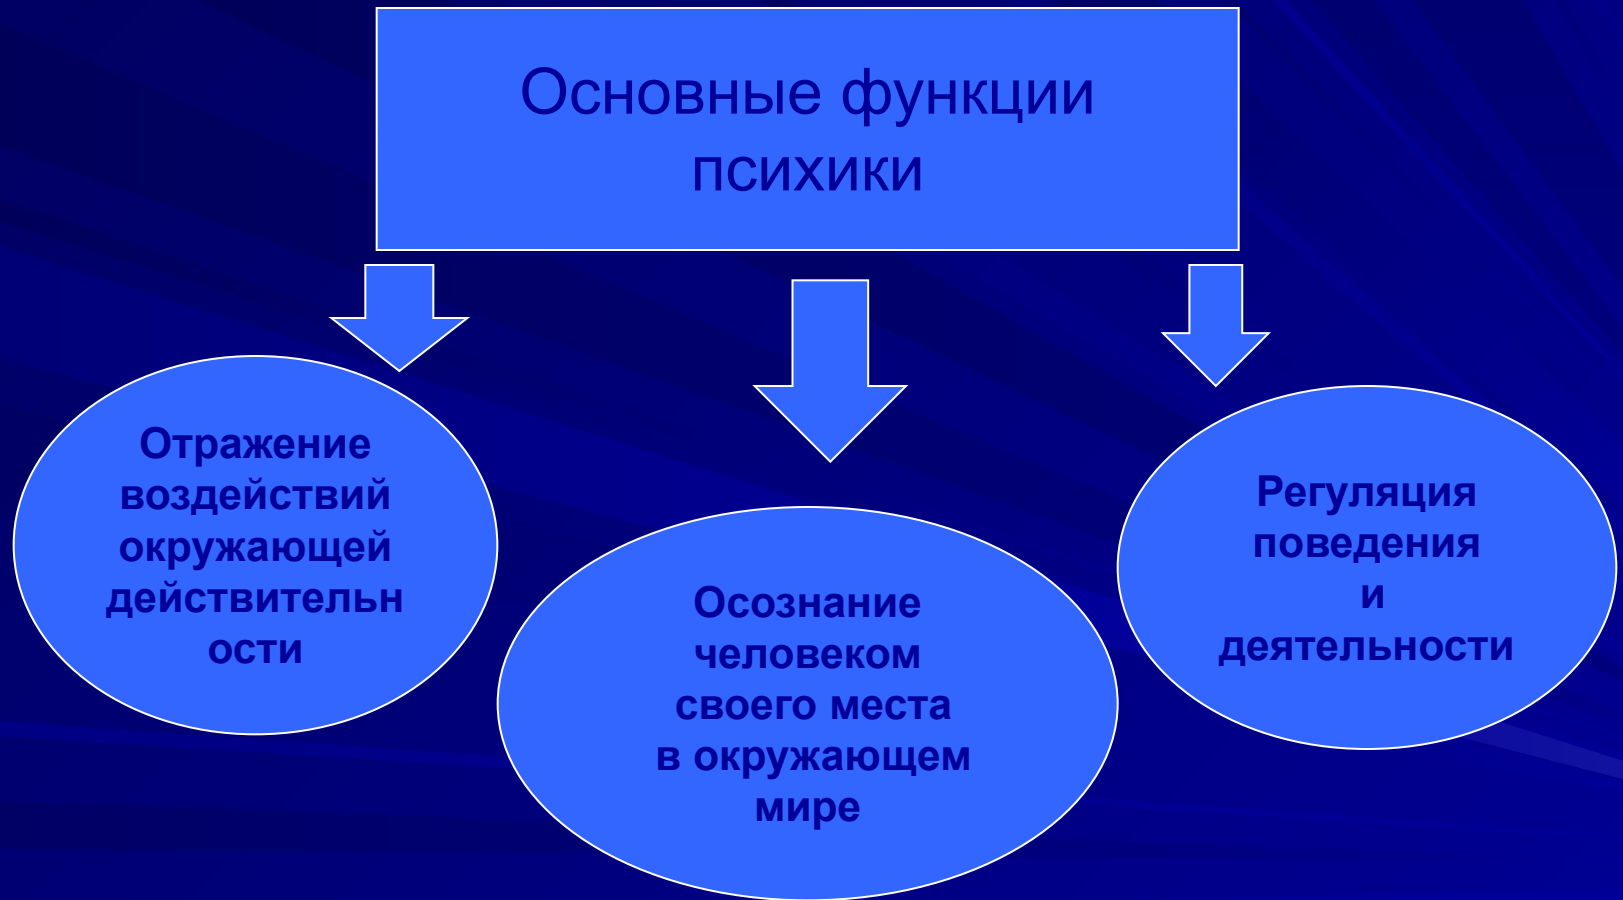 Основные функции
психики
Отражение
воздействий
окружающей
действительн
ости
Осознание
человеком
своего места
в окружающем
мире
Регуляция
поведения
и
деятельности